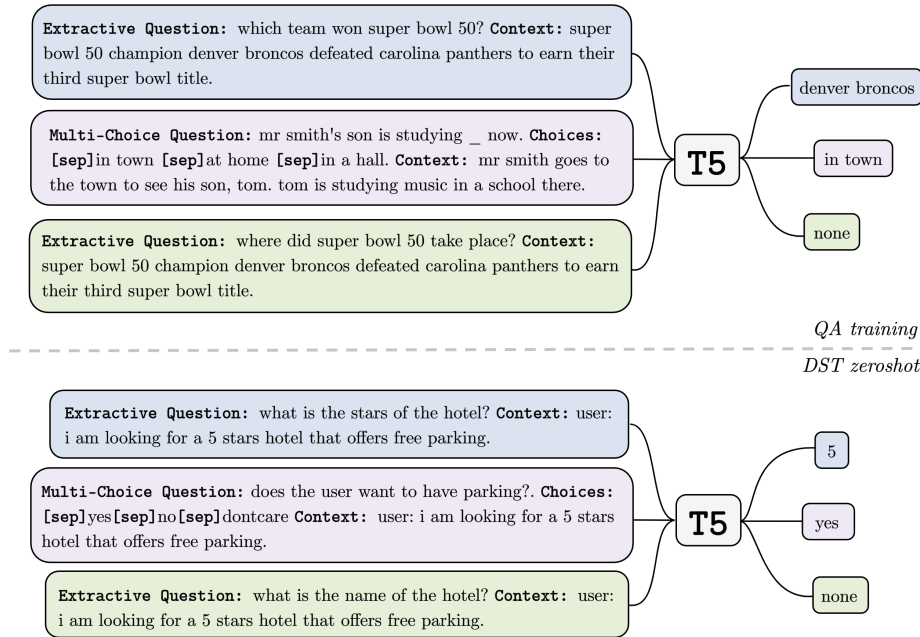 Extractive Question: which team won super bowl 50? Context: super
bowl 50 champion denver broncos defeated carolina panthers to earn their
third super bowl title.
Multi-Choice Question: mr smith's son is studying _ now. Choices:
[sep]in town [sep]at home [sep]in a hall. Context: mr smith goes to
the town to see his son, tom. tom is studying music in a school there.
Extractive Question: where did super bowl 50 take place? Context:
super bowl 50 champion denver broncos defeated carolina panthers to earn
their third super bowl title.
T5
denver broncos
in town
none
QA training
DST zeroshot
Extractive Question: what is the stars of the hotel? Context: user:
i am looking for a 5 stars hotel that offers free parking.
Multi-Choice Question: does the user want to have parking?. Choices:
[sep]yes[sep]no[sep]dontcare Context: user: i am looking for a 5 stars
hotel that offers free parking.
Extractive Question: what is the name of the hotel? Context: user:
i am looking for a 5 stars hotel that offers free parking.
T5
5
yes
none